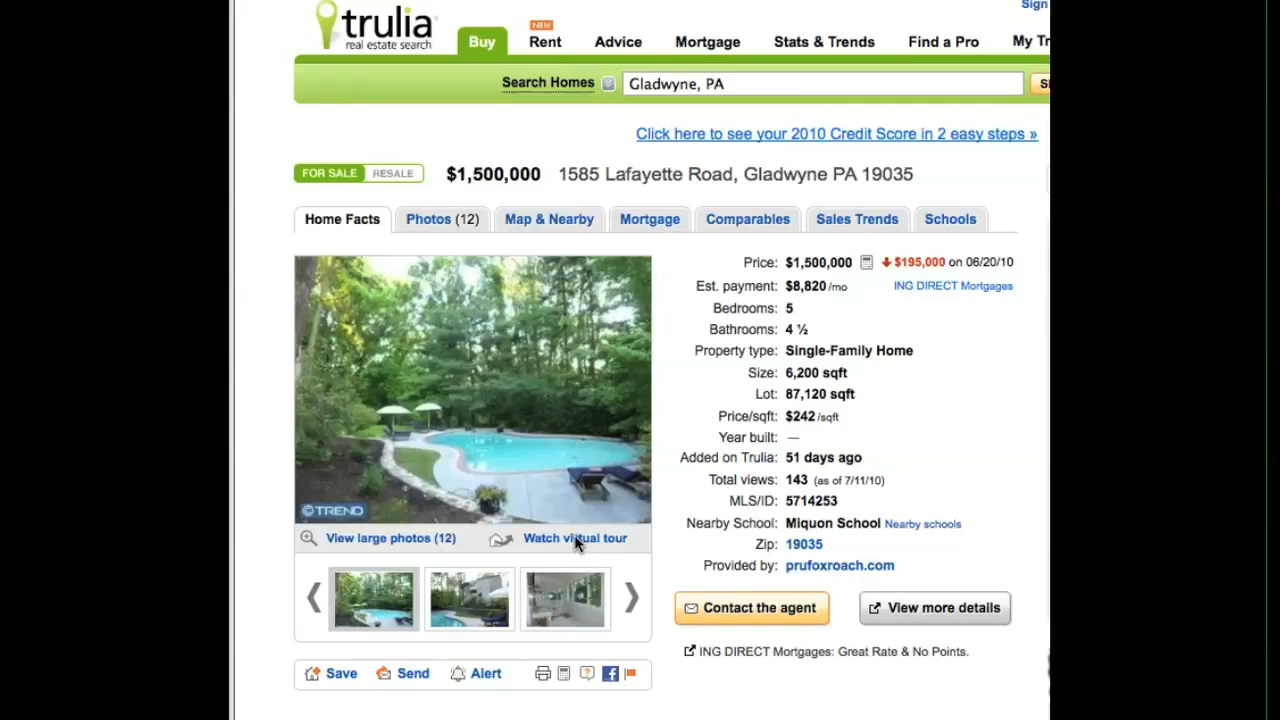 Sign
trulia
real estate search
Buy
NEW
Rent
Advice
Mortgage
Stats & Trends
Find a Pro
My Tr
Search Homes
Gladwyne, PA
Click here to see your 2010 Credit Score in 2 easy steps »
FOR SALE RESALE $1,500,000 1585 Lafayette Road, Gladwyne PA 19035
Home Facts Photos (12) Map & Nearby Mortgage Comparables Sales Trends Schools
Price: $1,500,000 $195,000 on 06/20/10
Est. payment: $8,820 /mo ING DIRECT Mortgages
Bedrooms: 5
Bathrooms: 4 ½
Property type: Single-Family Home
Size: 6,200 sqft
Lot: 87,120 sqft
Price/sqft: $242 /sqft
Year built: —
Added on Trulia: 51 days ago
Total views: 143 (as of 7/11/10)
MLS/ID: 5714253
Nearby School: Miquon School Nearby schools
Zip: 19035
Provided by: prufoxroach.com
©TREND
View large photos (12) Watch virtual tour
Contact the agent View more details
ING DIRECT Mortgages: Great Rate & No Points.
Save Send Alert